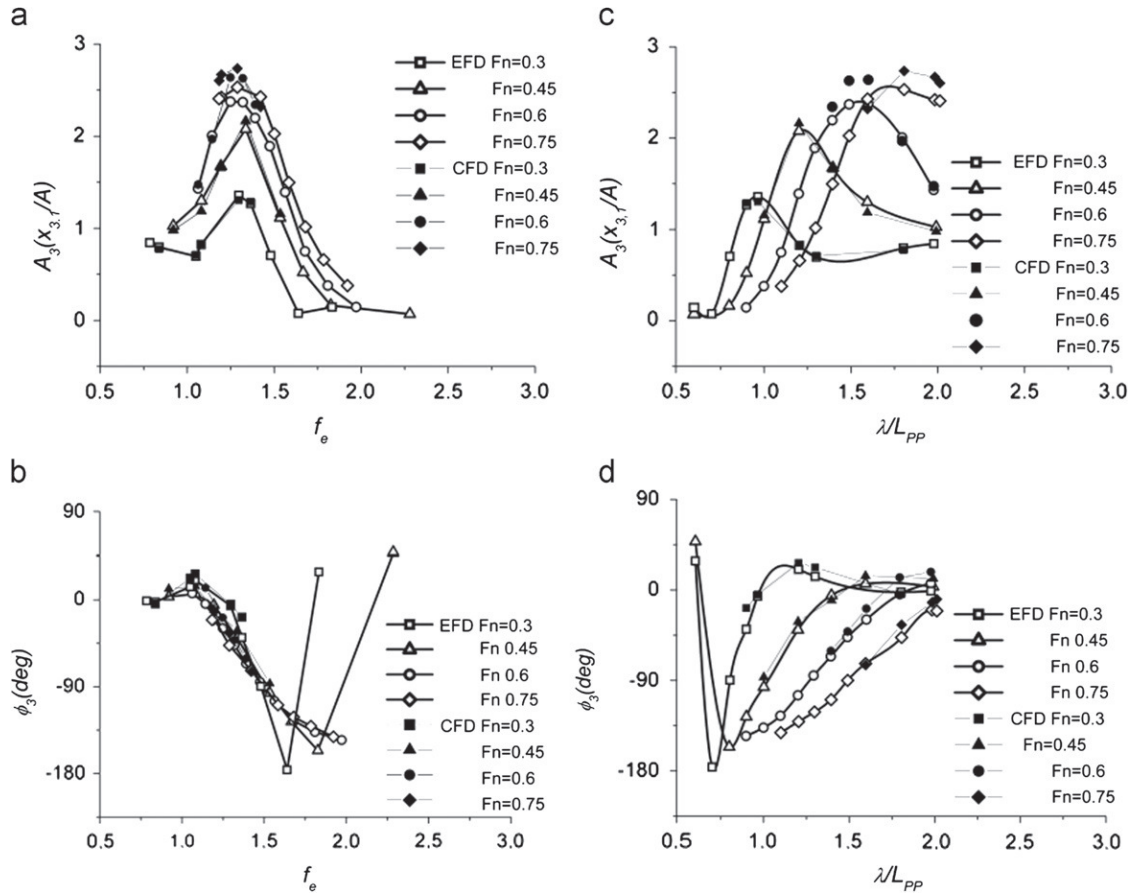 a
3
2
1
0
A3(x3,1/A)
0.5 1.0 1.5 2.0 2.5 3.0
fe
EFD Fn=0.3
Fn=0.45
Fn=0.6
Fn=0.75
CFD Fn=0.3
Fn=0.45
Fn=0.6
Fn=0.75
c
3
2
1
0
A3(x3,1/A)
0.5 1.0 1.5 2.0 2.5 3.0
λ/LPP
EFD Fn=0.3
Fn=0.45
Fn=0.6
Fn=0.75
CFD Fn=0.3
Fn=0.45
Fn=0.6
Fn=0.75
b
90
0
-90
-180
ϕ3(deg)
0.5 1.0 1.5 2.0 2.5 3.0
fe
EFD Fn=0.3
Fn 0.45
Fn 0.6
Fn 0.75
CFD Fn=0.3
Fn=0.45
Fn=0.6
Fn=0.75
d
90
0
-90
-180
ϕ3(deg)
0.5 1.0 1.5 2.0 2.5 3.0
λ/LPP
EFD Fn=0.3
Fn 0.45
Fn 0.6
Fn 0.75
CFD Fn=0.3
Fn=0.45
Fn=0.6
Fn=0.75